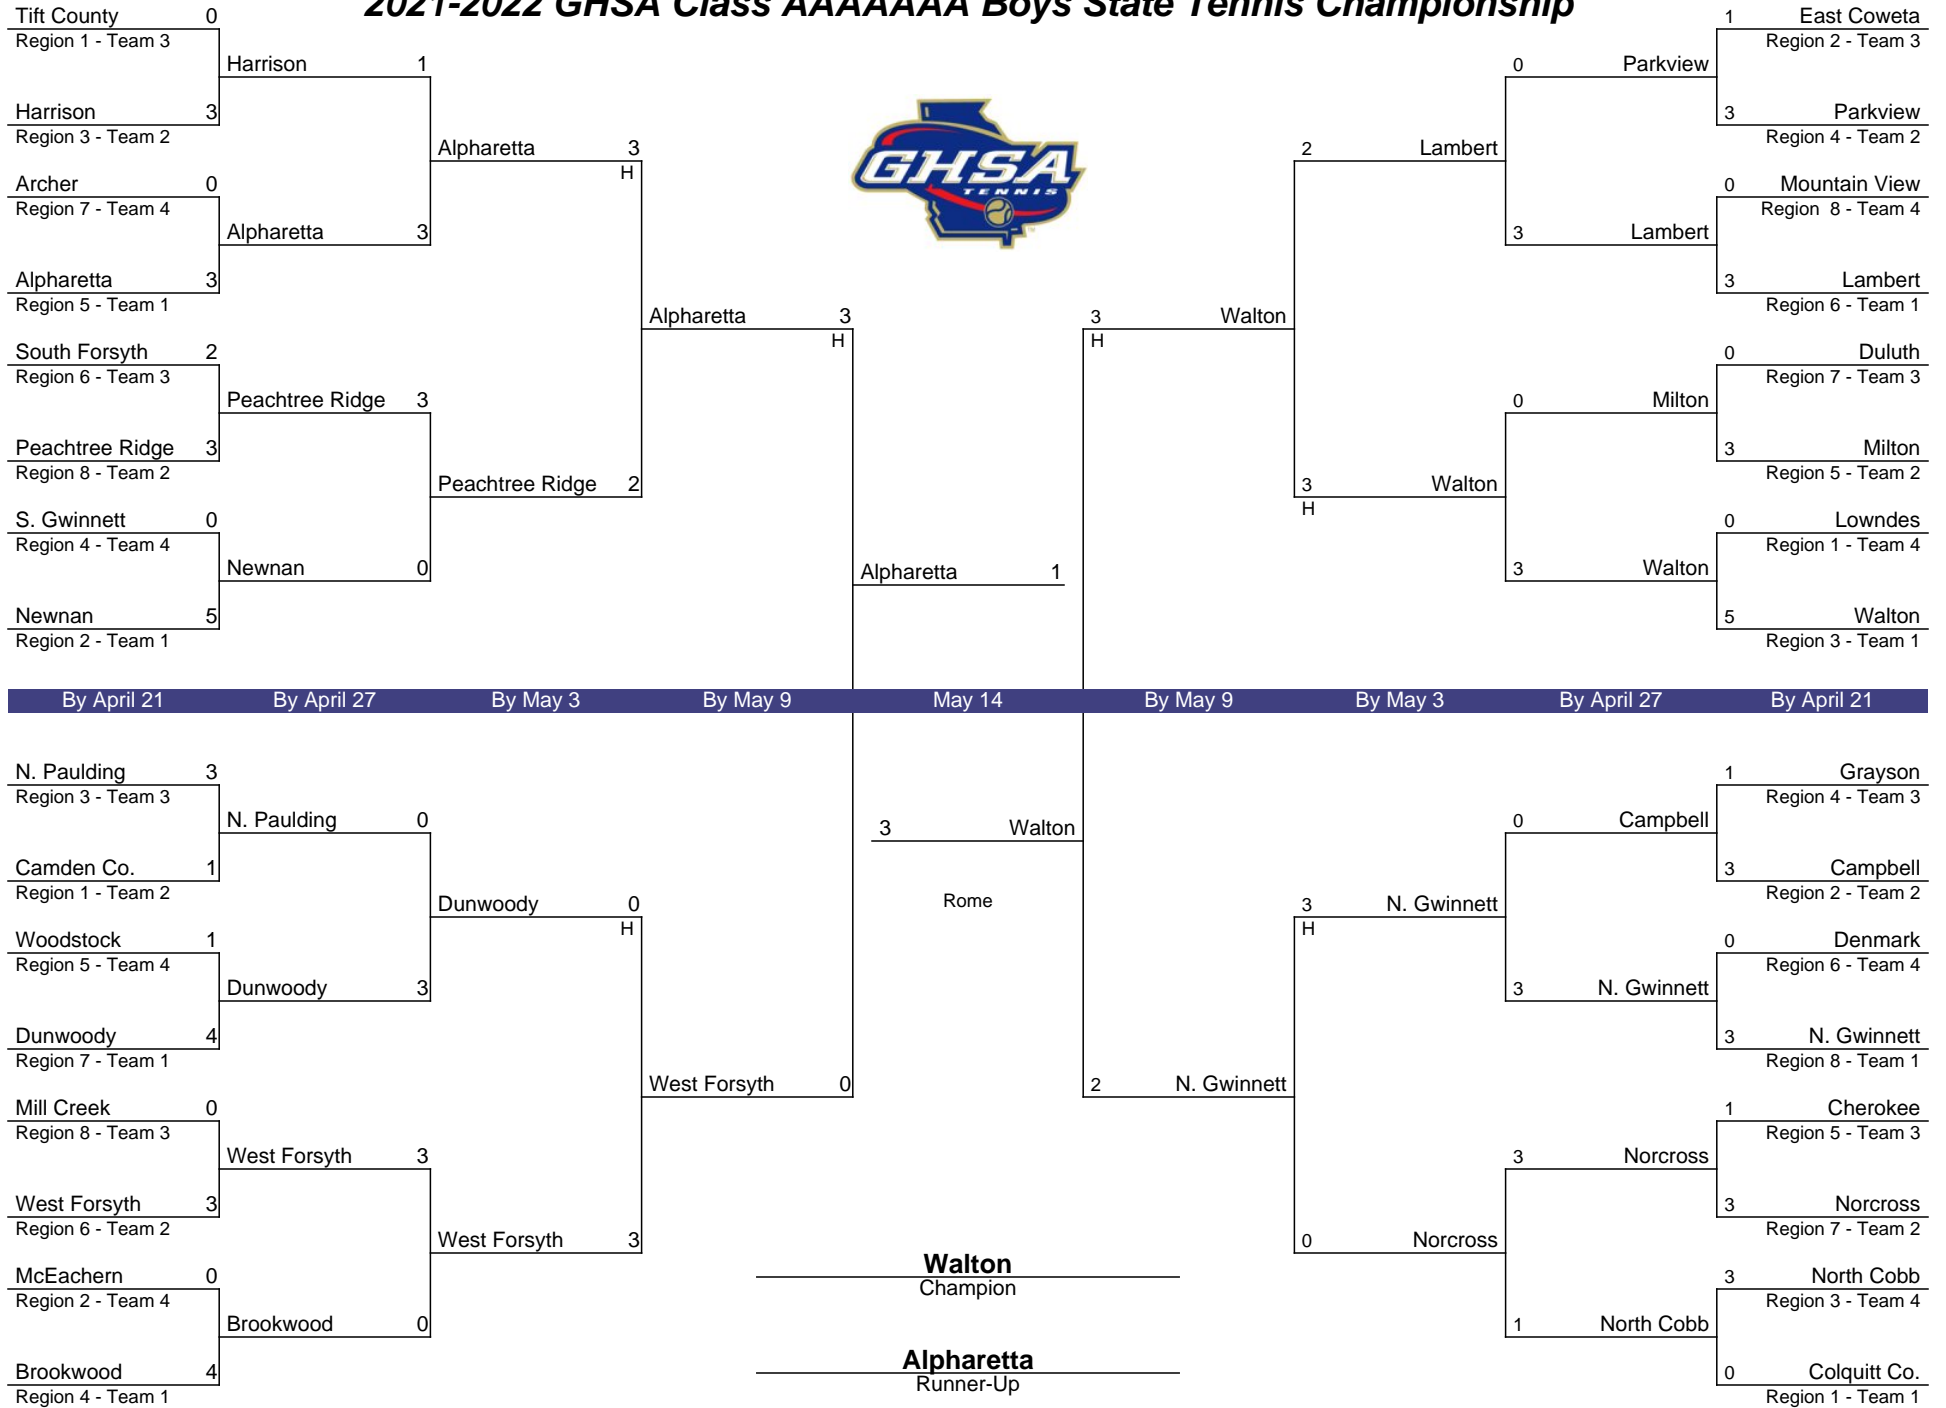 2021-2022 GHSA Class AAAAAAA Boys State Tennis Championship
Tift County 0
Region 1 - Team 3
Harrison 1
Harrison 3
Region 3 - Team 2
Alpharetta 3
H
Archer 0
Region 7 - Team 4
Alpharetta 3
Alpharetta 3
Region 5 - Team 1
Alpharetta 3
H
South Forsyth 2
Region 6 - Team 3
Peachtree Ridge 3
Peachtree Ridge 3
Region 8 - Team 2
Peachtree Ridge 2
S. Gwinnett 0
Region 4 - Team 4
Newnan 0
Newnan 5
Region 2 - Team 1
Alpharetta 1
GHSA
TENNIS
1 East Coweta
Region 2 - Team 3
0 Parkview
3 Parkview
Region 4 - Team 2
2 Lambert
0 Mountain View
Region 8 - Team 4
3 Lambert
3 Lambert
Region 6 - Team 1
3 Walton
H
0 Duluth
Region 7 - Team 3
0 Milton
3 Milton
Region 5 - Team 2
3 Walton
H
0 Lowndes
Region 1 - Team 4
3 Walton
5 Walton
Region 3 - Team 1
By April 21 By April 27 By May 3 By May 9 May 14 By May 9 By May 3 By April 27 By April 21
N. Paulding 3
Region 3 - Team 3
N. Paulding 0
Camden Co. 1
Region 1 - Team 2
Dunwoody 0
H
Woodstock 1
Region 5 - Team 4
Dunwoody 3
Dunwoody 4
Region 7 - Team 1
West Forsyth 0
Mill Creek 0
Region 8 - Team 3
West Forsyth 3
West Forsyth 3
Region 6 - Team 2
West Forsyth 3
McEachern 0
Region 2 - Team 4
Brookwood 0
Brookwood 4
Region 4 - Team 1
3 Walton
Rome
1 Grayson
Region 4 - Team 3
0 Campbell
3 Campbell
Region 2 - Team 2
3 N. Gwinnett
H
0 Denmark
Region 6 - Team 4
3 N. Gwinnett
3 N. Gwinnett
Region 8 - Team 1
2 N. Gwinnett
1 Cherokee
Region 5 - Team 3
3 Norcross
3 Norcross
Region 7 - Team 2
0 Norcross
3 North Cobb
Region 3 - Team 4
1 North Cobb
0 Colquitt Co.
Region 1 - Team 1
Walton
Champion
Alpharetta
Runner-Up